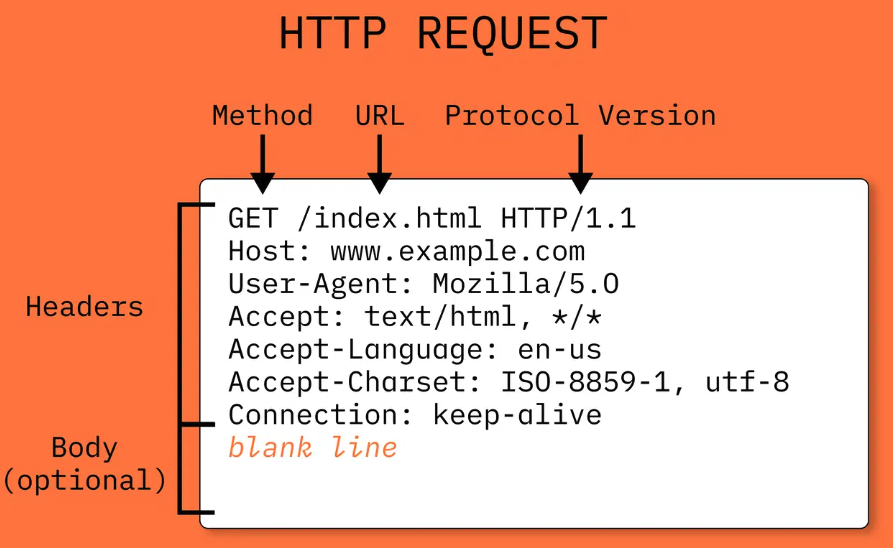 HTTP REQUEST
Method URL Protocol Version
GET /index.html HTTP/1.1
Host: www.example.com
User-Agent: Mozilla/5.0
Accept: text/html, */*
Accept-Language: en-us
Accept-Charset: ISO-8859-1, utf-8
Connection: keep-alive
blank line
Headers
Body
(optional)